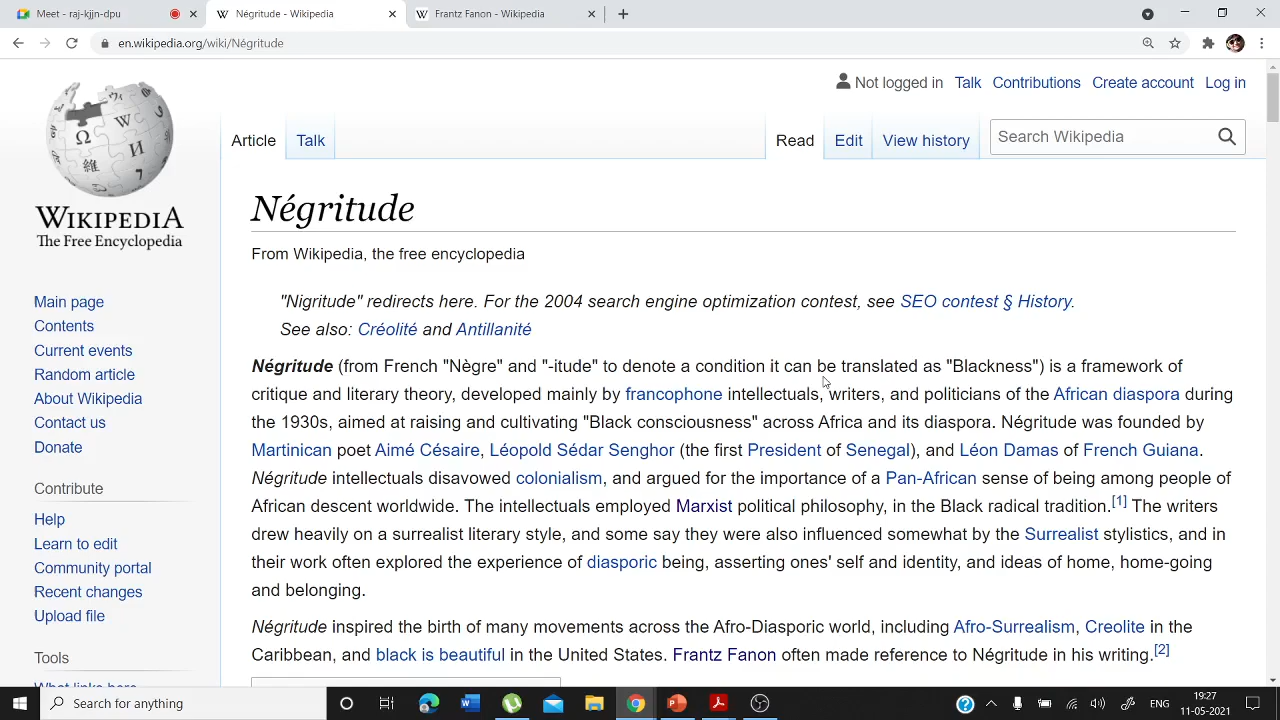 Meet - raj-kjjn-dpu
Négritude - Wikipedia
Frantz Fanon - Wikipedia
en.wikipedia.org/wiki/Négritude
Not logged in Talk Contributions Create account Log in
Article Talk Read Edit View history Search Wikipedia
WIKIPEDIA
The Free Encyclopedia
Main page
Contents
Current events
Random article
About Wikipedia
Contact us
Donate
Contribute
Help
Learn to edit
Community portal
Recent changes
Upload file
Tools
What links here
Négritude
From Wikipedia, the free encyclopedia
"Nigritude" redirects here. For the 2004 search engine optimization contest, see SEO contest § History.
See also: Créolité and Antillanité
Négritude (from French "Nègre" and "-itude" to denote a condition it can be translated as "Blackness") is a framework of
critique and literary theory, developed mainly by francophone intellectuals, writers, and politicians of the African diaspora during
the 1930s, aimed at raising and cultivating "Black consciousness" across Africa and its diaspora. Négritude was founded by
Martinican poet Aimé Césaire, Léopold Sédar Senghor (the first President of Senegal), and Léon Damas of French Guiana.
Négritude intellectuals disavowed colonialism, and argued for the importance of a Pan-African sense of being among people of
African descent worldwide. The intellectuals employed Marxist political philosophy, in the Black radical tradition.[1] The writers
drew heavily on a surrealist literary style, and some say they were also influenced somewhat by the Surrealist stylistics, and in
their work often explored the experience of diasporic being, asserting ones' self and identity, and ideas of home, home-going
and belonging.
Négritude inspired the birth of many movements across the Afro-Diasporic world, including Afro-Surrealism, Creolite in the
Caribbean, and black is beautiful in the United States. Frantz Fanon often made reference to Négritude in his writing.[2]
Search for anything
ENG
19:27
11-05-2021